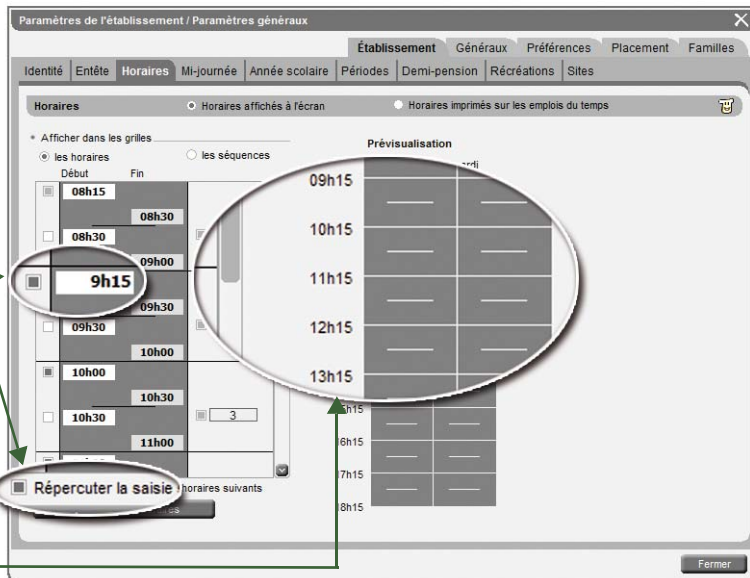 Paramètres de l'établissement / Paramètres généraux
Établissement Généraux Préférences Placement Familles
Identité Entête Horaires Mi-journée Année scolaire Périodes Demi-pension Récréations Sites
Horaires Horaires affichés à l'écran Horaires imprimés sur les emplois du temps
Afficher dans les grilles
les horaires les séquences
Début Fin
08h15
08h30
08h30
09h00
9h15
09h30
09h30
10h00
10h00
10h30
10h30 3
11h00
Répercuter la saisie horaires suivants
Prévisualisation
09h15
10h15
11h15
12h15
13h15
16h15
17h15
18h15
Fermer